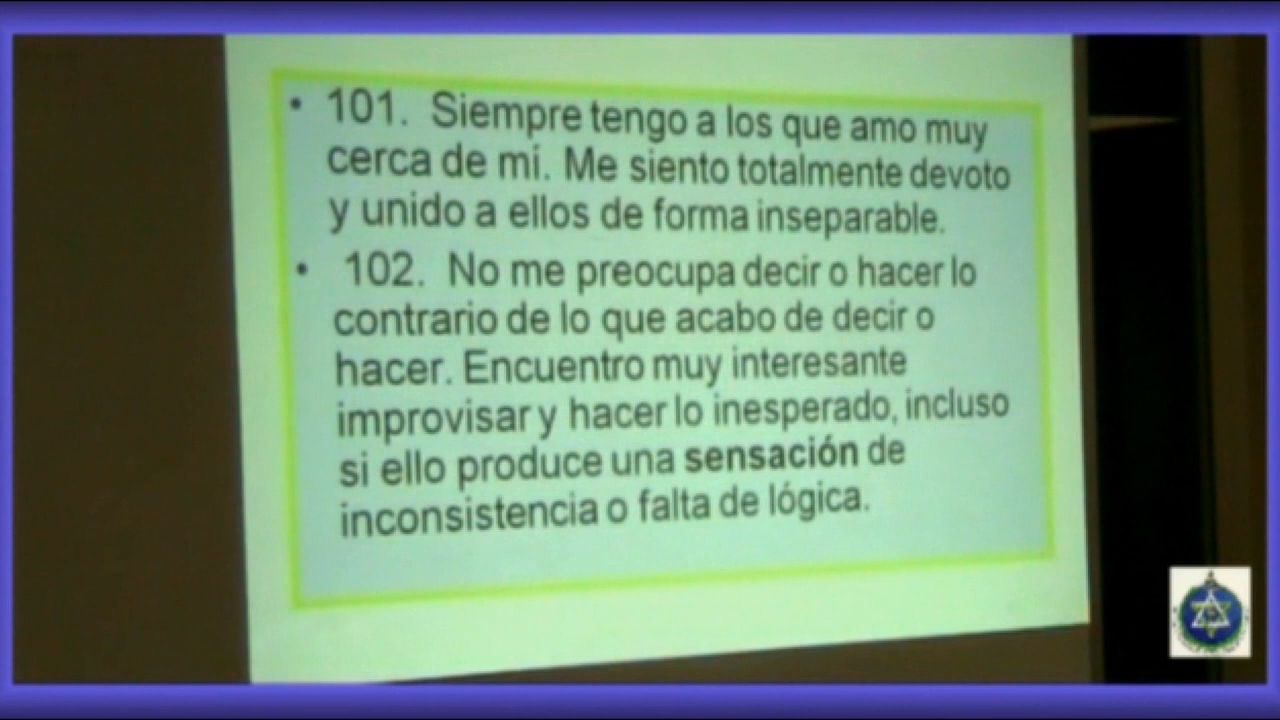 • 101. Siempre tengo a los que amo muy
cerca de mí. Me siento totalmente devoto
y unido a ellos de forma inseparable.
• 102. No me preocupa decir o hacer lo
contrario de lo que acabo de decir o
hacer. Encuentro muy interesante
improvisar y hacer lo inesperado, incluso
si ello produce una sensación de
inconsistencia o falta de lógica.